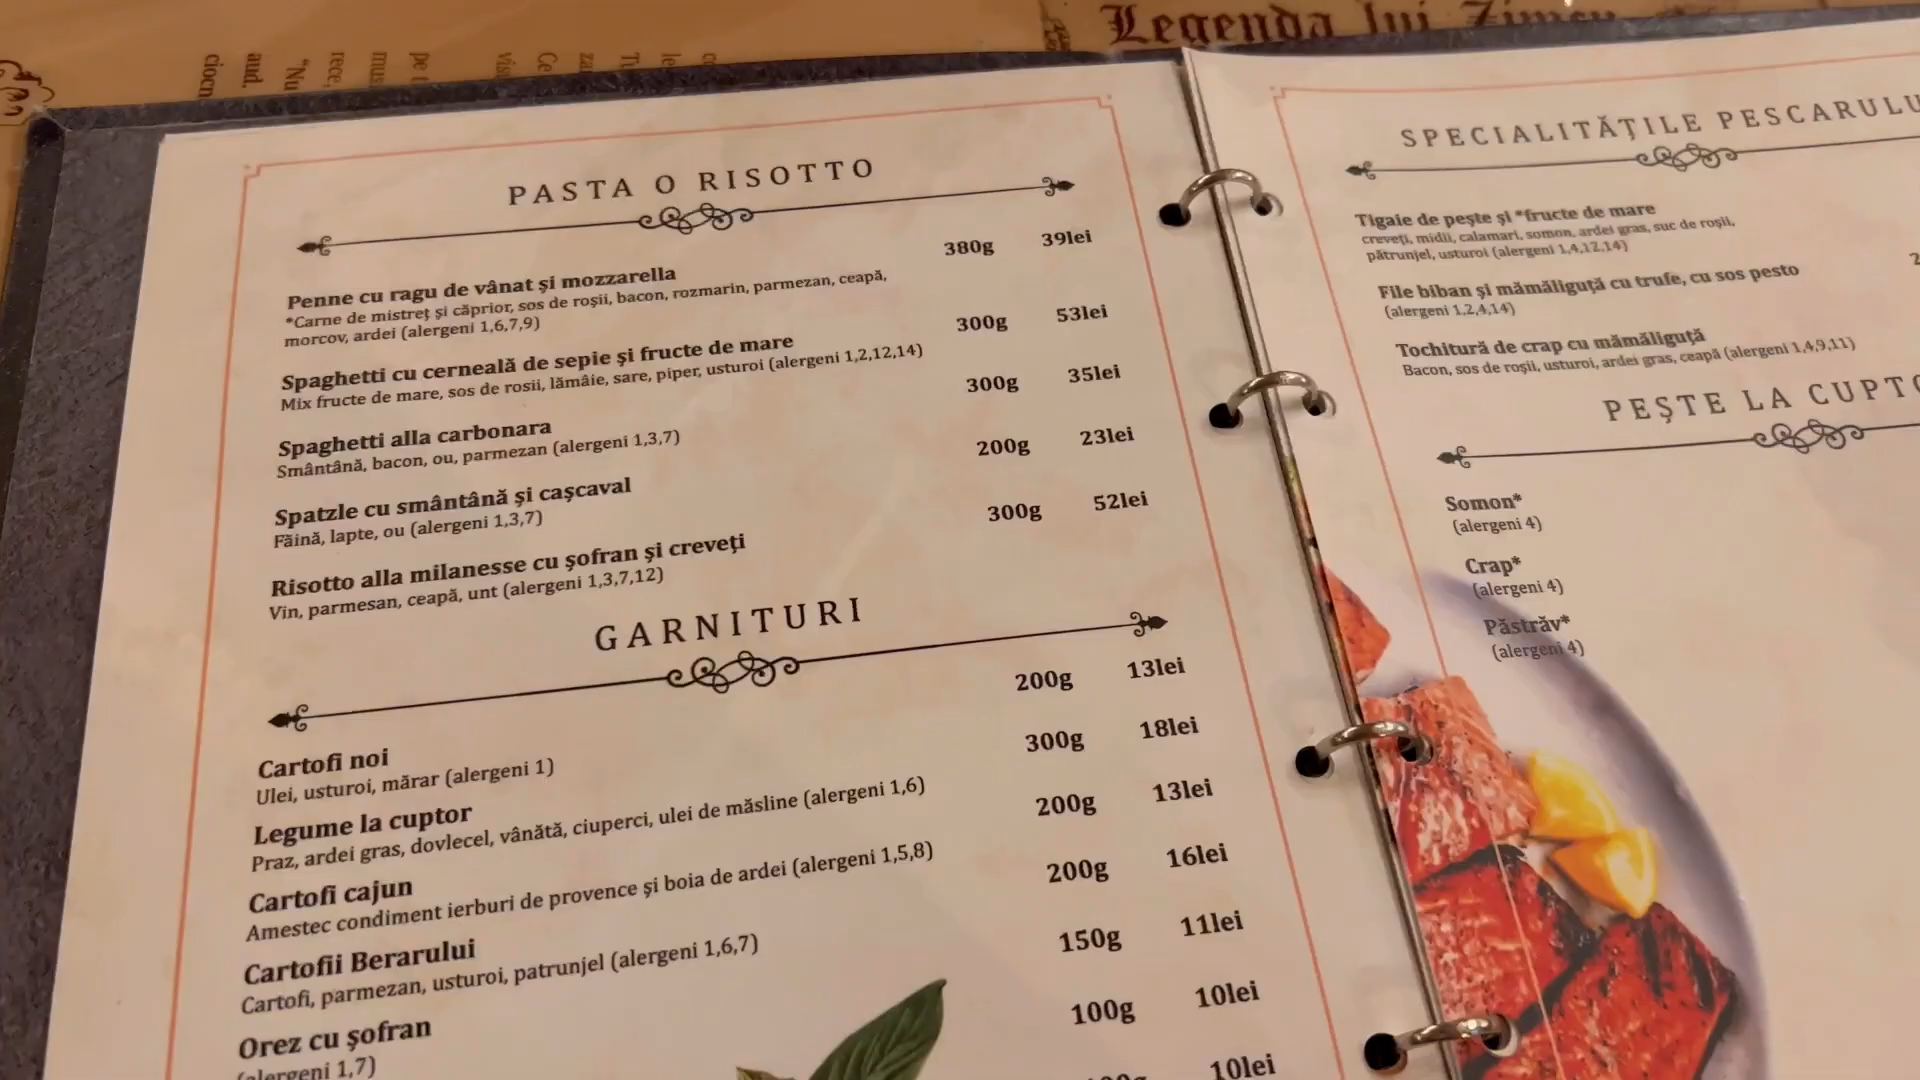 Legenda lui Zimcu
PASTA O RISOTTO
Penne cu ragu de vânat și mozzarella 380g 39lei
*Carne de mistreț și căprior, sos de roșii, bacon, rozmarin, parmezan, ceapă,
morcov, ardei (alergeni 1,6,7,9)
Spaghetti cu cerneală de sepie și fructe de mare 300g 53lei
Mix fructe de mare, sos de rosii, lămâie, sare, piper, usturoi (alergeni 1,2,12,14)
Spaghetti alla carbonara 300g 35lei
Smântână, bacon, ou, parmezan (alergeni 1,3,7)
Spatzle cu smântână și cașcaval 200g 23lei
Făină, lapte, ou (alergeni 1,3,7)
Risotto alla milanesse cu șofran și creveți 300g 52lei
Vin, parmesan, ceapă, unt (alergeni 1,3,7,12)
GARNITURI
Cartofi noi 200g 13lei
Ulei, usturoi, mărar (alergeni 1)
Legume la cuptor 300g 18lei
Praz, ardei gras, dovlecel, vânătă, ciuperci, ulei de măsline (alergeni 1,6)
Cartofi cajun 200g 13lei
Amestec condiment ierburi de provence și boia de ardei (alergeni 1,5,8)
Cartofii Berarului 200g 16lei
Cartofi, parmezan, usturoi, patrunjel (alergeni 1,6,7)
Orez cu șofran 150g 11lei
(alergeni 1,7)
100g 10lei
10lei
SPECIALITĂȚILE PESCARULU
Tigaie de pește și *fructe de mare
creveți, midii, calamari, somon, ardei gras, suc de roșii,
pătrunjel, usturoi (alergeni 1,4,12,14)
File biban și mămăliguță cu trufe, cu sos pesto
(alergeni 1,2,4,14)
Tochitură de crap cu mămăliguță
Bacon, sos de roșii, usturoi, ardei gras, ceapă (alergeni 1,4,9,11)
PEȘTE LA CUPTO
Somon*
(alergeni 4)
Crap*
(alergeni 4)
Păstrăv*
(alergeni 4)